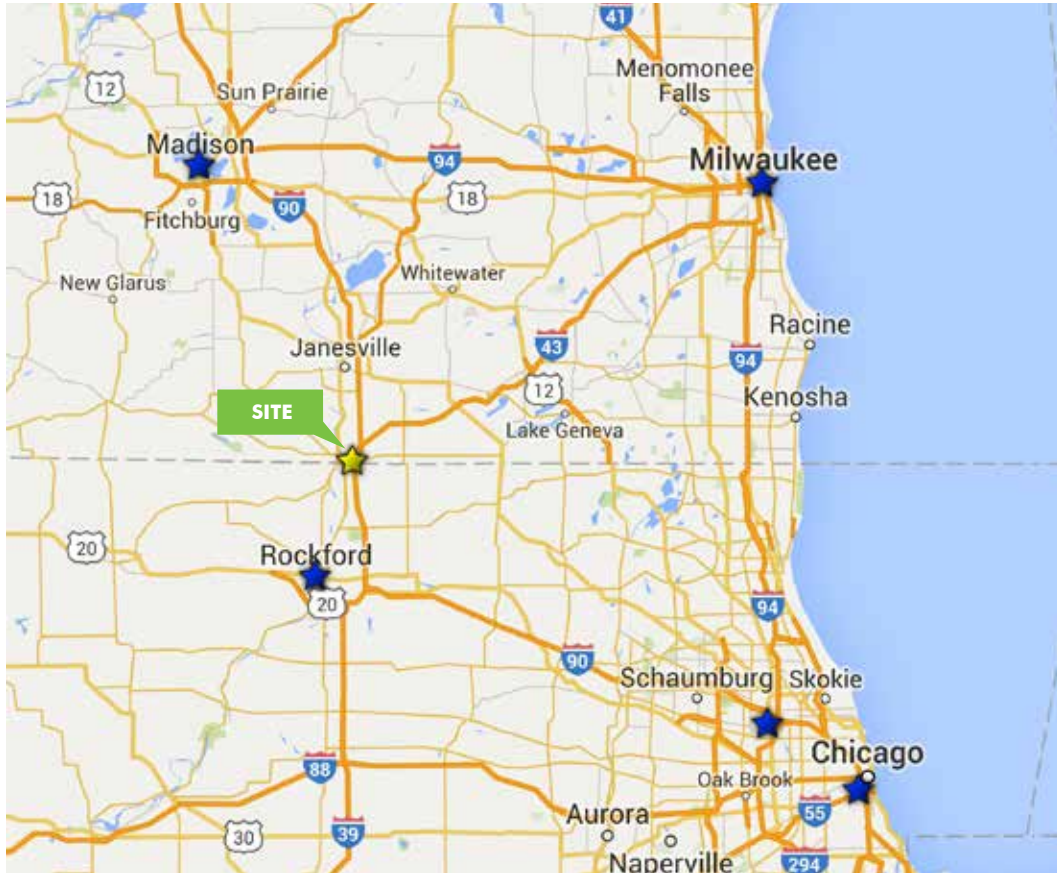 41
Menomonee
Falls
12
Sun Prairie
Madison
94
Milwaukee
18
90
18
Fitchburg
New Glarus
Whitewater
Racine
Janesville
43
94
12
Kenosha
SITE
Lake Geneva
20
Rockford
20
94
90
Schaumburg
Skokie
Chicago
88
Oak Brook
55
Aurora
30
39
Naperville
294